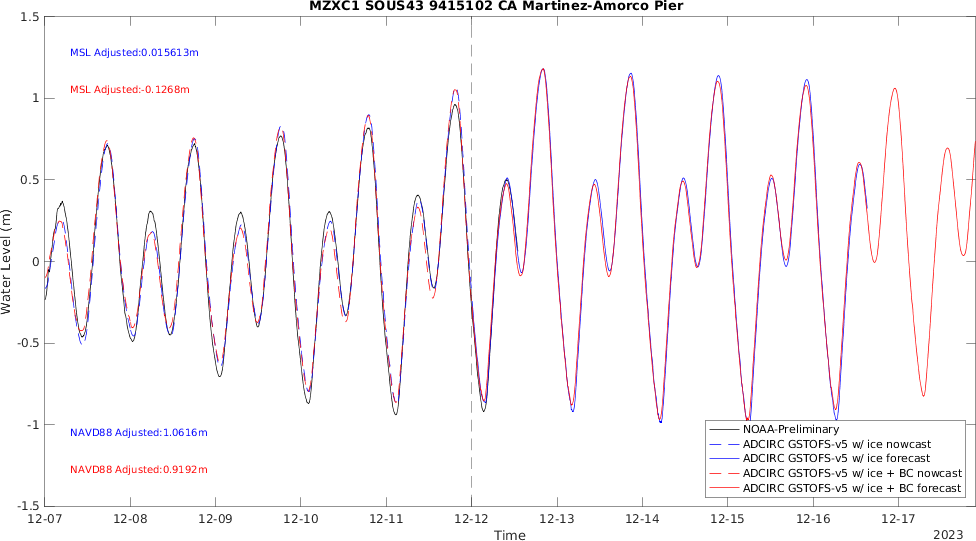 MZXC1 SOUS43 9415102 CA Martinez-Amorco Pier
1.5
MSL Adjusted:0.015613m
1
MSL Adjusted:-0.1268m
0.5
Water Level (m)
0
-0.5
-1
NAVD88 Adjusted:1.0616m
NOAA-Preliminary
ADCIRC GSTOFS-v5 w/ ice nowcast
ADCIRC GSTOFS-v5 w/ ice forecast
NAVD88 Adjusted:0.9192m
ADCIRC GSTOFS-v5 w/ ice + BC nowcast
ADCIRC GSTOFS-v5 w/ ice + BC forecast
-1.5
12-07 12-08 12-09 12-10 12-11 12-12 12-13 12-14 12-15 12-16 12-17
Time
2023